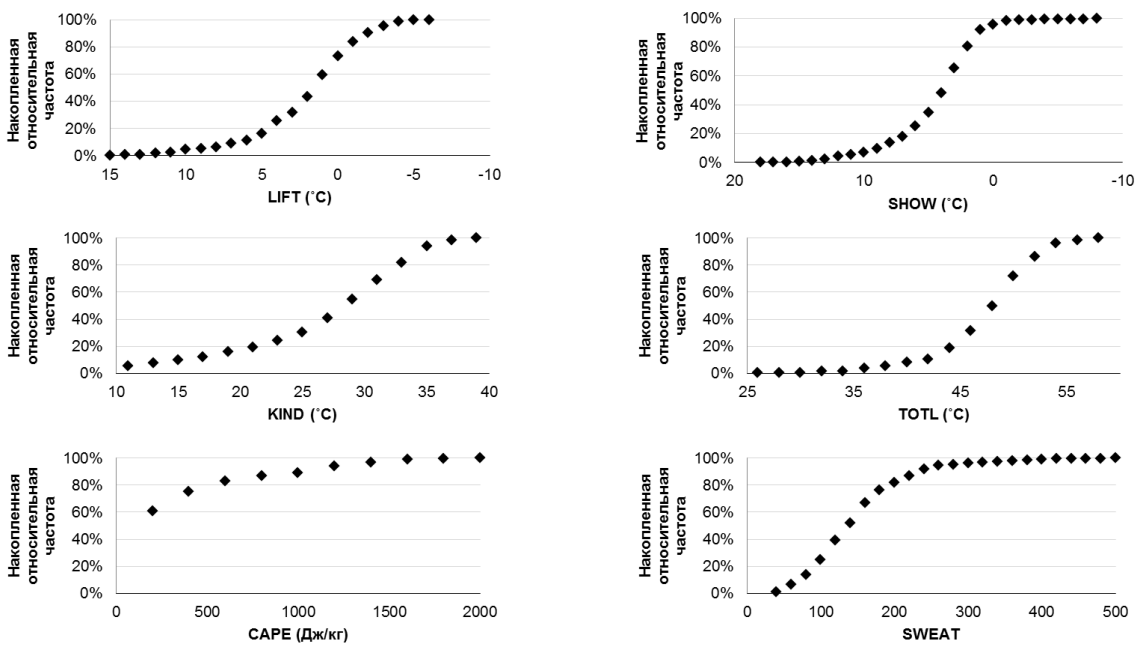 Накопленная
относительная
частота
100%
80%
60%
40%
20%
0%
15
10
5
0
-5
-10
LIFT (˚C)
Накопленная
относительная
частота
100%
80%
60%
40%
20%
0%
20
10
0
-10
SHOW (˚C)
Накопленная
относительная
частота
100%
80%
60%
40%
20%
0%
10
15
20
25
30
35
40
KIND (˚C)
Накопленная
относительная
частота
100%
80%
60%
40%
20%
0%
25
35
45
55
TOTL (˚C)
Накопленная
относительная
частота
100%
80%
60%
40%
20%
0%
0
500
1000
1500
2000
CAPE (Дж/кг)
Накопленная
относительная
частота
100%
80%
60%
40%
20%
0%
0
100
200
300
400
500
SWEAT